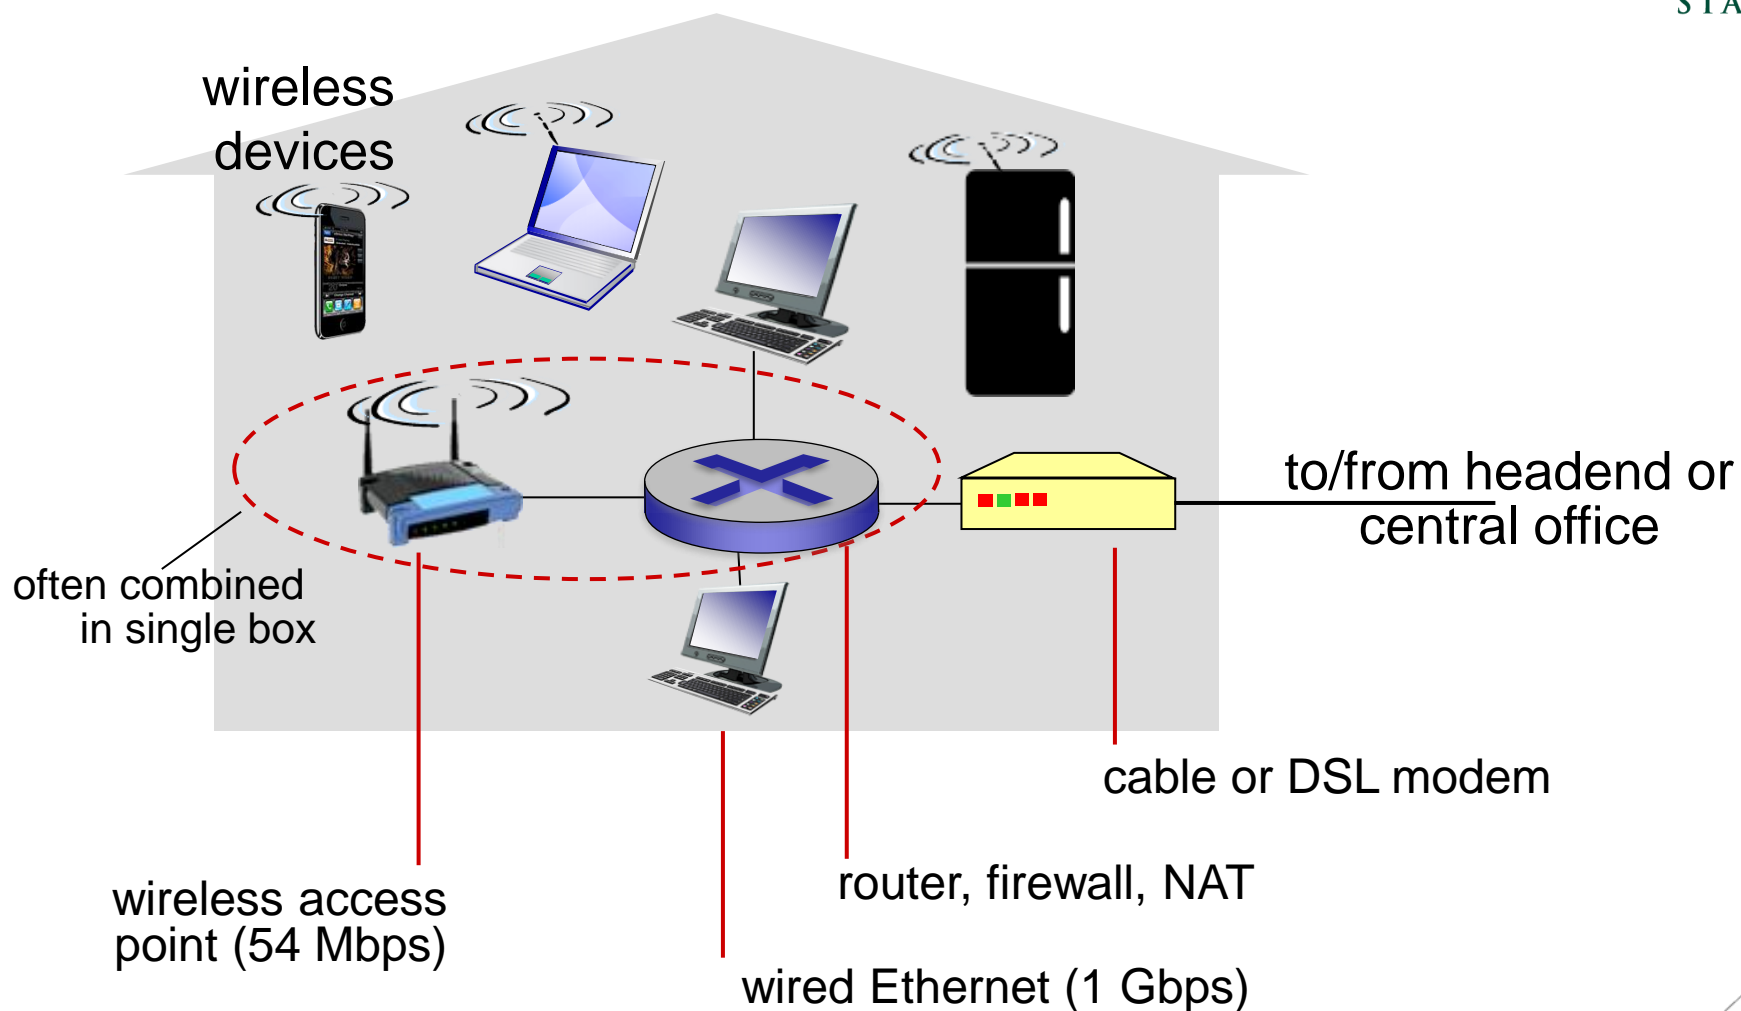 wireless
devices
to/from headend or
central office
often combined
in single box
cable or DSL modem
router, firewall, NAT
wireless access
point (54 Mbps)
wired Ethernet (1 Gbps)